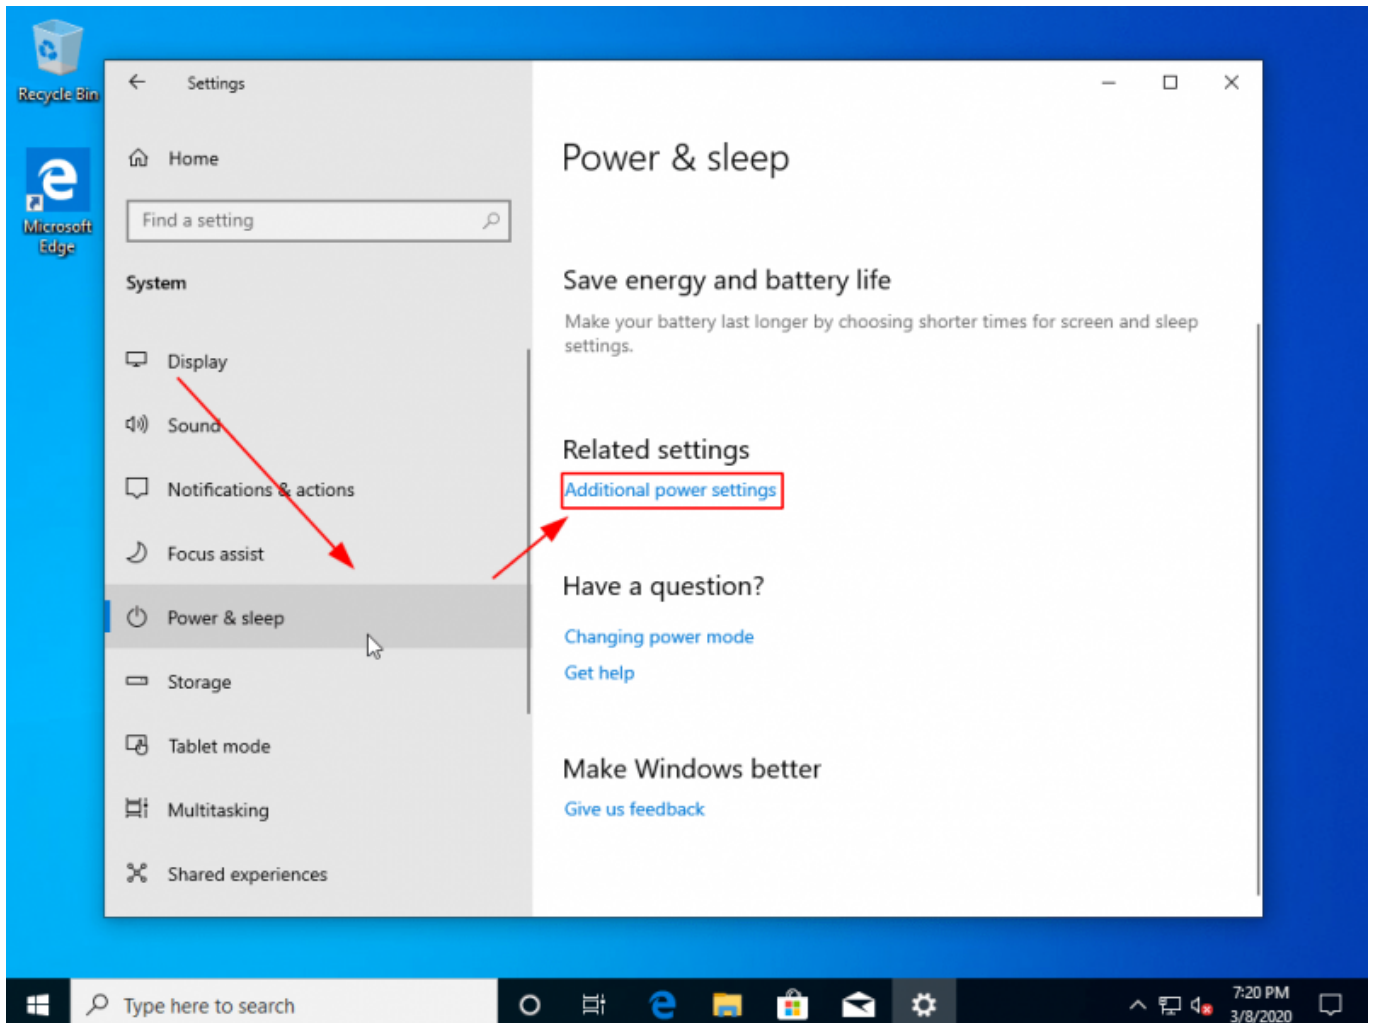 Recycle Bin
Microsoft
Edge
Settings
Home
Find a setting
System
Display
Sound
Notifications & actions
Focus assist
Power & sleep
Storage
Tablet mode
Multitasking
Shared experiences
Power & sleep
Save energy and battery life
Make your battery last longer by choosing shorter times for screen and sleep
settings.
Related settings
Additional power settings
Have a question?
Changing power mode
Get help
Make Windows better
Give us feedback
Type here to search
7:20 PM
3/8/2020